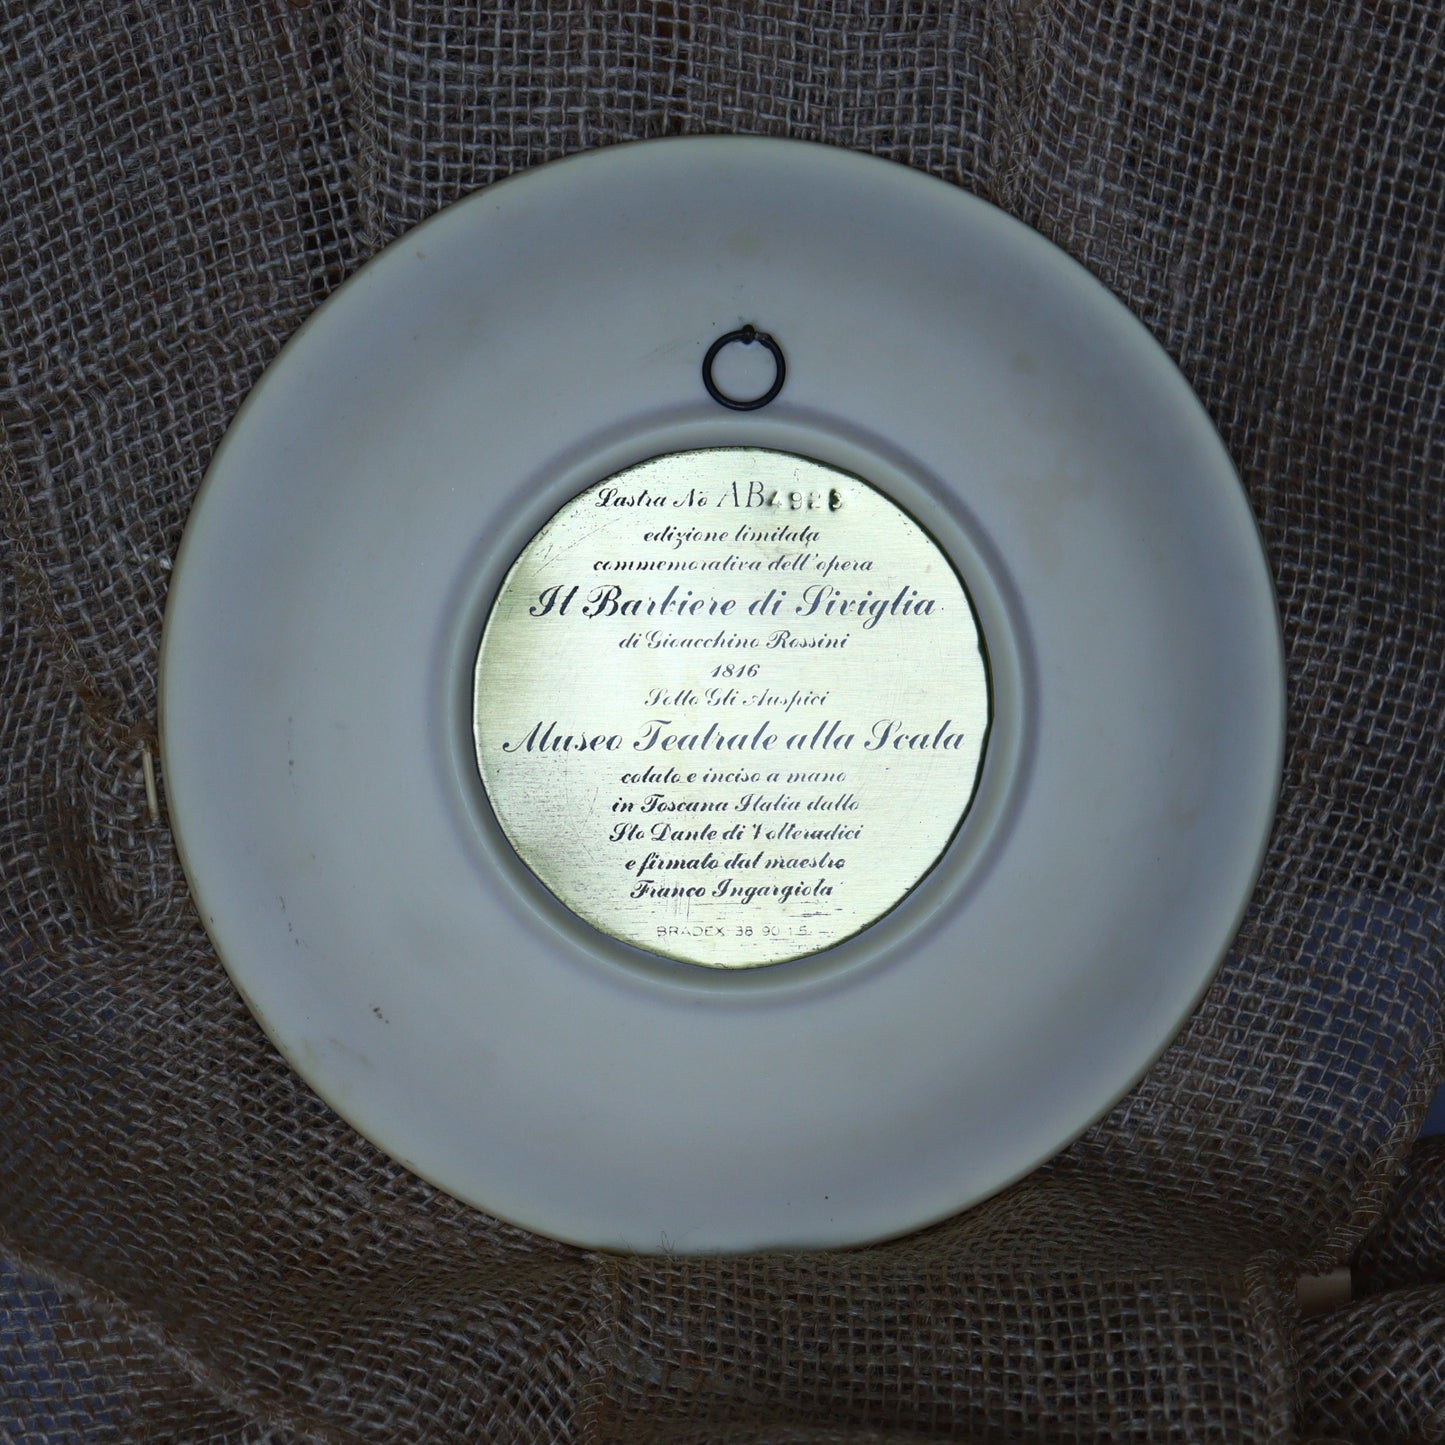 Lastra No AB4988
edizione limitata
commemorativa dell'opera
Il Barbiere di Siviglia
di Gioacchino Rossini
1816
Sotto Gli Auspici
Museo Teatrale alla Scala
colato e inciso a mano
in Toscana Italia dallo
Sto Dante di Volteradici
e firmato dal maestro
Franco Ingargiola
BRADEX 38 90 1.5